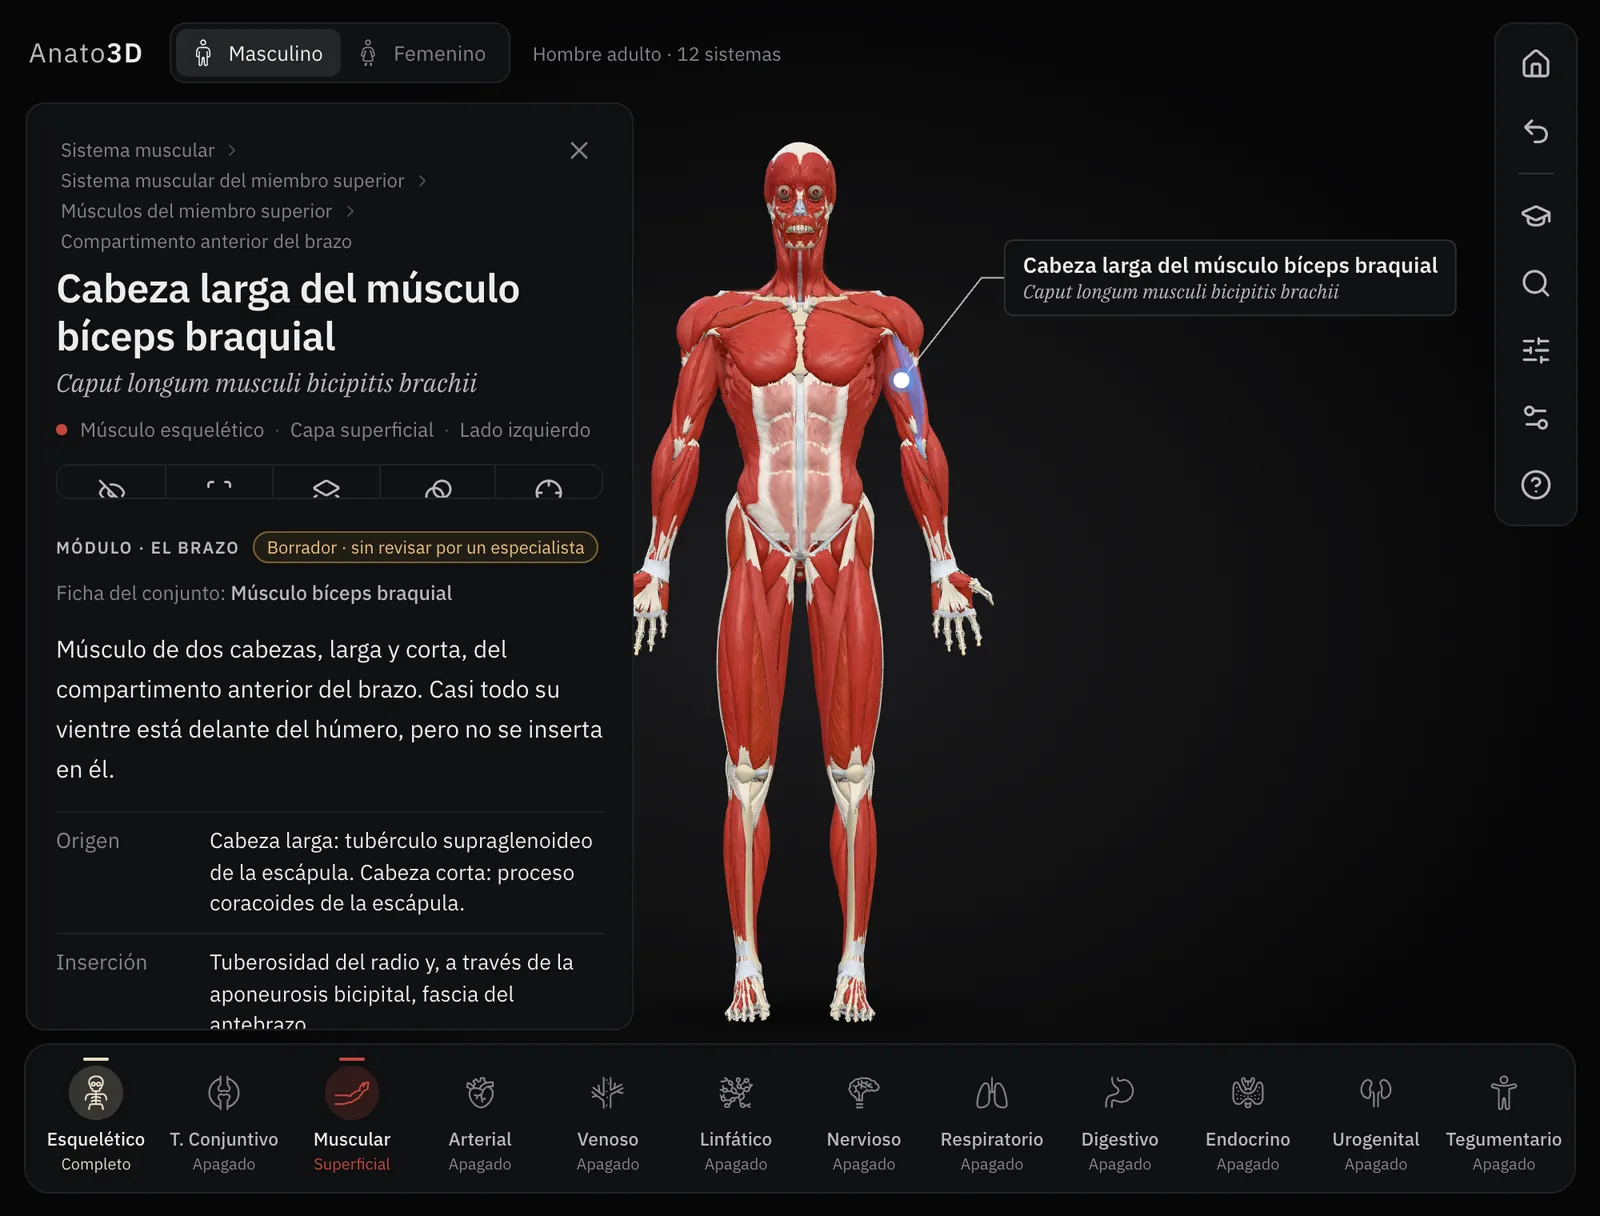 Anato3D
Masculino
Femenino
Hombre adulto · 12 sistemas
Sistema muscular
Sistema muscular del miembro superior
Músculos del miembro superior
Compartimento anterior del brazo
Cabeza larga del músculo
bíceps braquial
Caput longum musculi bicipitis brachii
Músculo esquelético · Capa superficial · Lado izquierdo
MÓDULO · EL BRAZO
Borrador · sin revisar por un especialista
Ficha del conjunto: Músculo bíceps braquial
Músculo de dos cabezas, larga y corta, del
compartimento anterior del brazo. Casi todo su
vientre está delante del húmero, pero no se inserta
en él.
Origen
Cabeza larga: tubérculo supraglenoideo
de la escápula. Cabeza corta: proceso
coracoides de la escápula.
Inserción
Tuberosidad del radio y, a través de la
aponeurosis bicipital, fascia del
antebrazo
Cabeza larga del músculo bíceps braquial
Caput longum musculi bicipitis brachii
Esquelético
Completo
T. Conjuntivo
Apagado
Muscular
Superficial
Arterial
Apagado
Venoso
Apagado
Linfático
Apagado
Nervioso
Apagado
Respiratorio
Apagado
Digestivo
Apagado
Endocrino
Apagado
Urogenital
Apagado
Tegumentario
Apagado